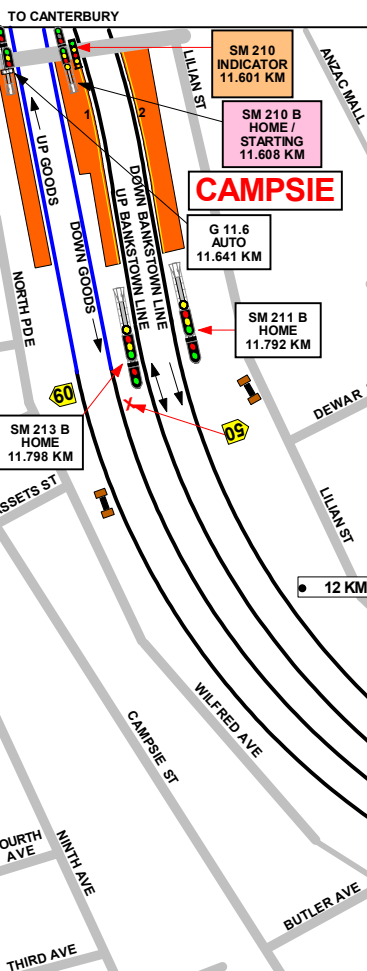 TO CANTERBURY
SM 210
INDICATOR
11.601 KM
LILIAN ST
ANZAC MALL
SM 210 B
HOME /
STARTING
11.608 KM
1
2
CAMPSIE
UP GOODS
DOWN GOODS
UP BANKSTOWN LINE
DOWN BANKSTOWN LINE
G 11.6
AUTO
11.641 KM
NORTH PDE
SM 211 B
HOME
11.792 KM
60
50
SM 213 B
HOME
11.798 KM
DEWAR
SSETS ST
LILIAN ST
12 KM
WILFRED AVE
CAMPSIE ST
OURTH
AVE
NINTH AVE
BUTLER AVE
THIRD AVE